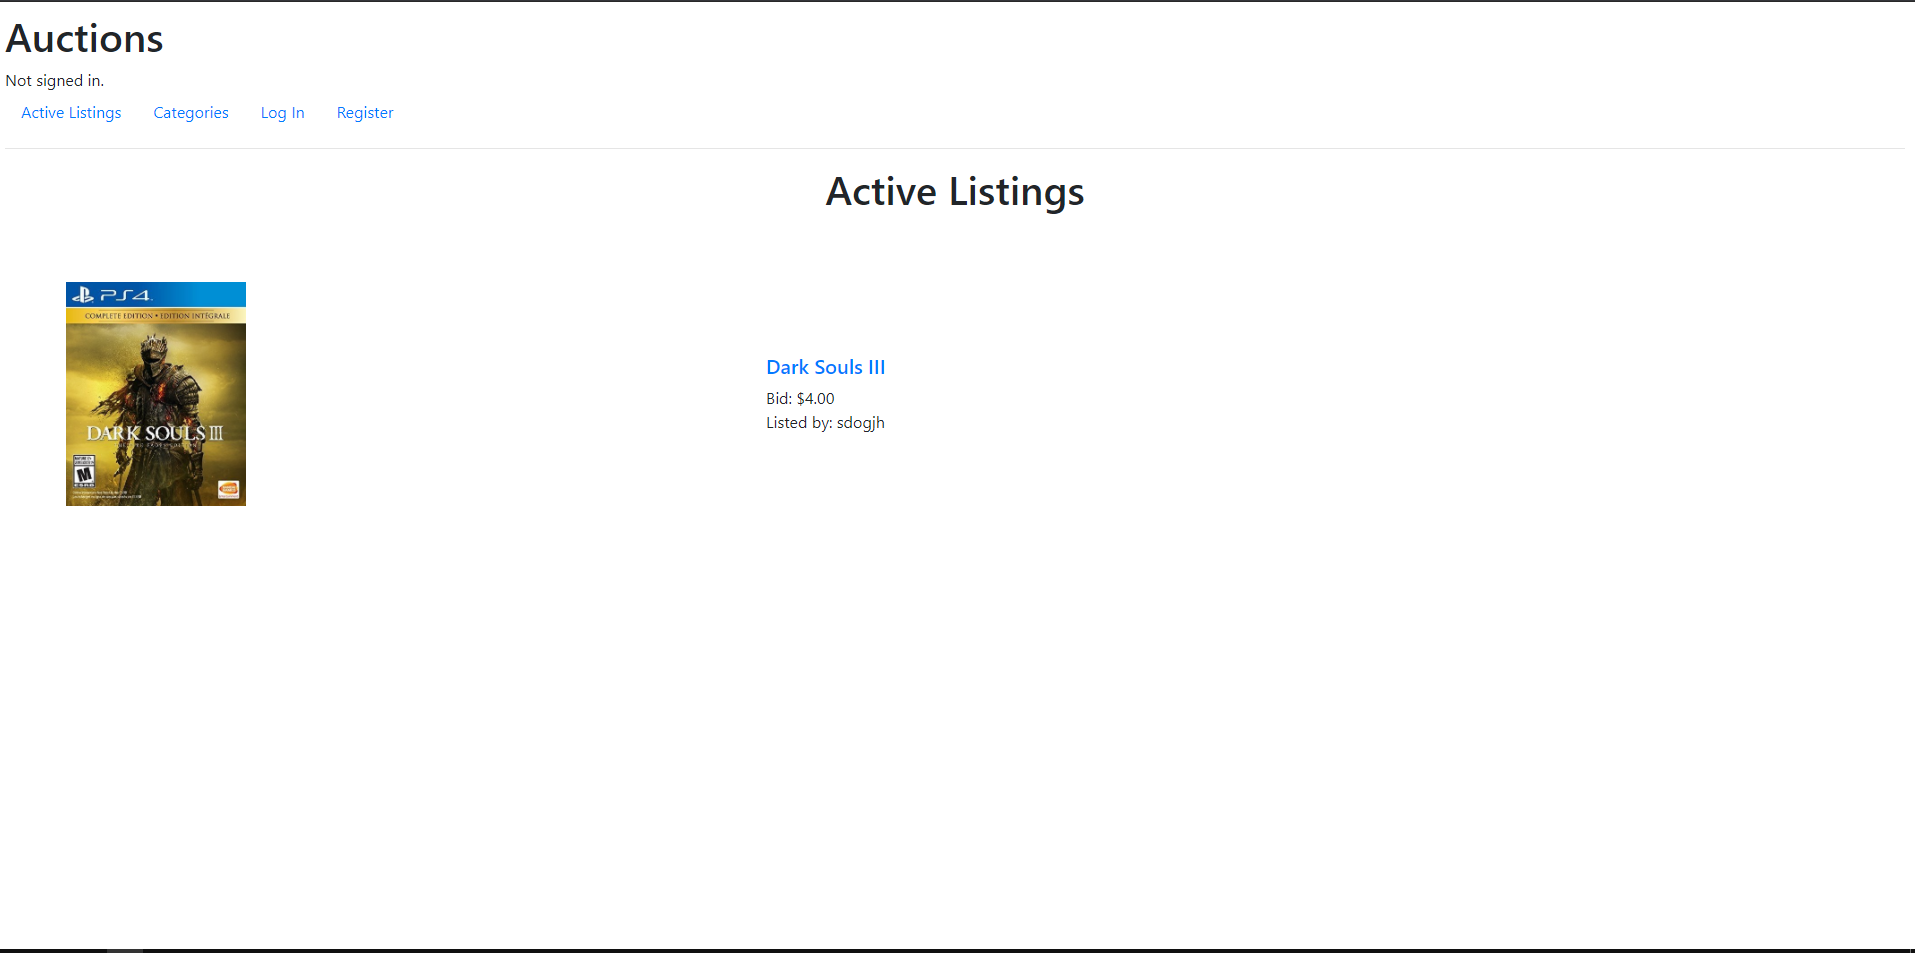 Auctions
Not signed in.
Active Listings Categories Log In Register
Active Listings
PS4
COMPLETE EDITION • EDITION INTÉGRALE
DARK SOULS III
M
Dark Souls III
Bid: $4.00
Listed by: sdogjh